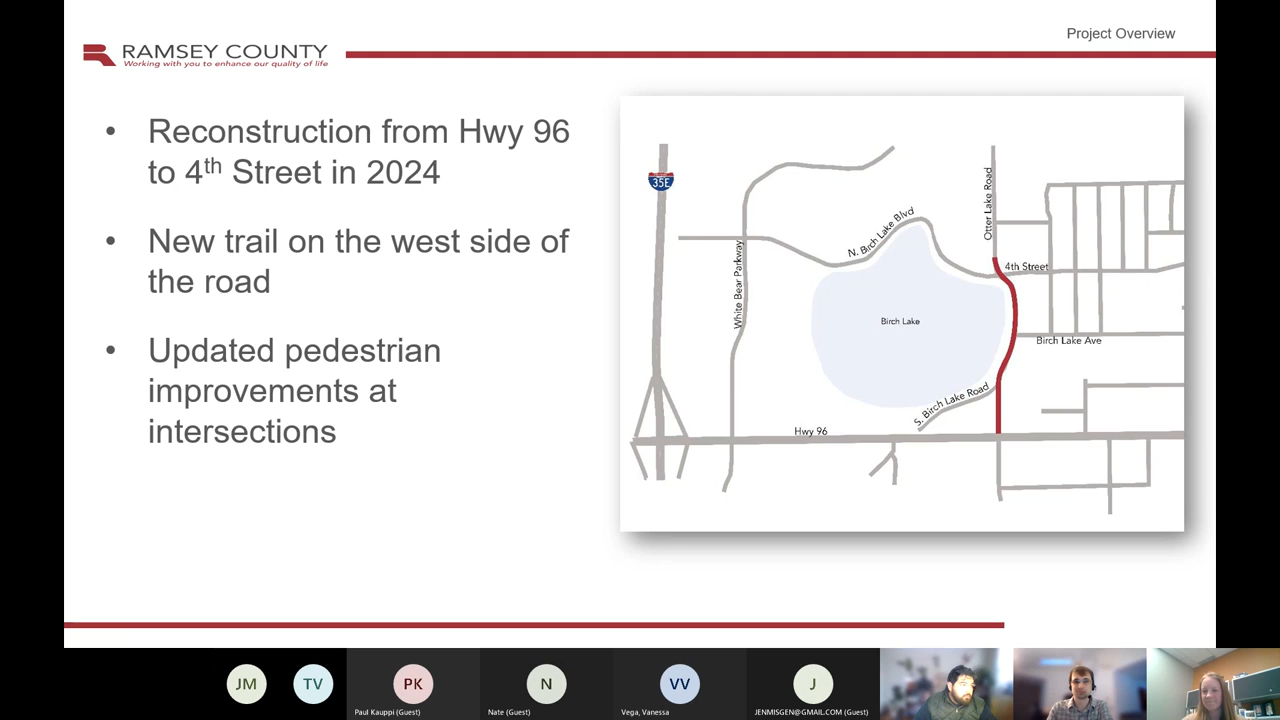 Project Overview
RAMSEY COUNTY
Working with you to enhance our quality of life
• Reconstruction from Hwy 96
to 4th Street in 2024
• New trail on the west side of
the road
• Updated pedestrian
improvements at
intersections
35E
N. Birch Lake Blvd
Otter Lake Road
White Bear Parkway
4th Street
Birch Lake
Birch Lake Ave
S. Birch Lake Road
Hwy 96
JM
TV
PK
Paul Kauppi (Guest)
N
Nate (Guest)
VV
Vega, Vanessa
J
JENMISGEN@GMAIL.COM (Guest)